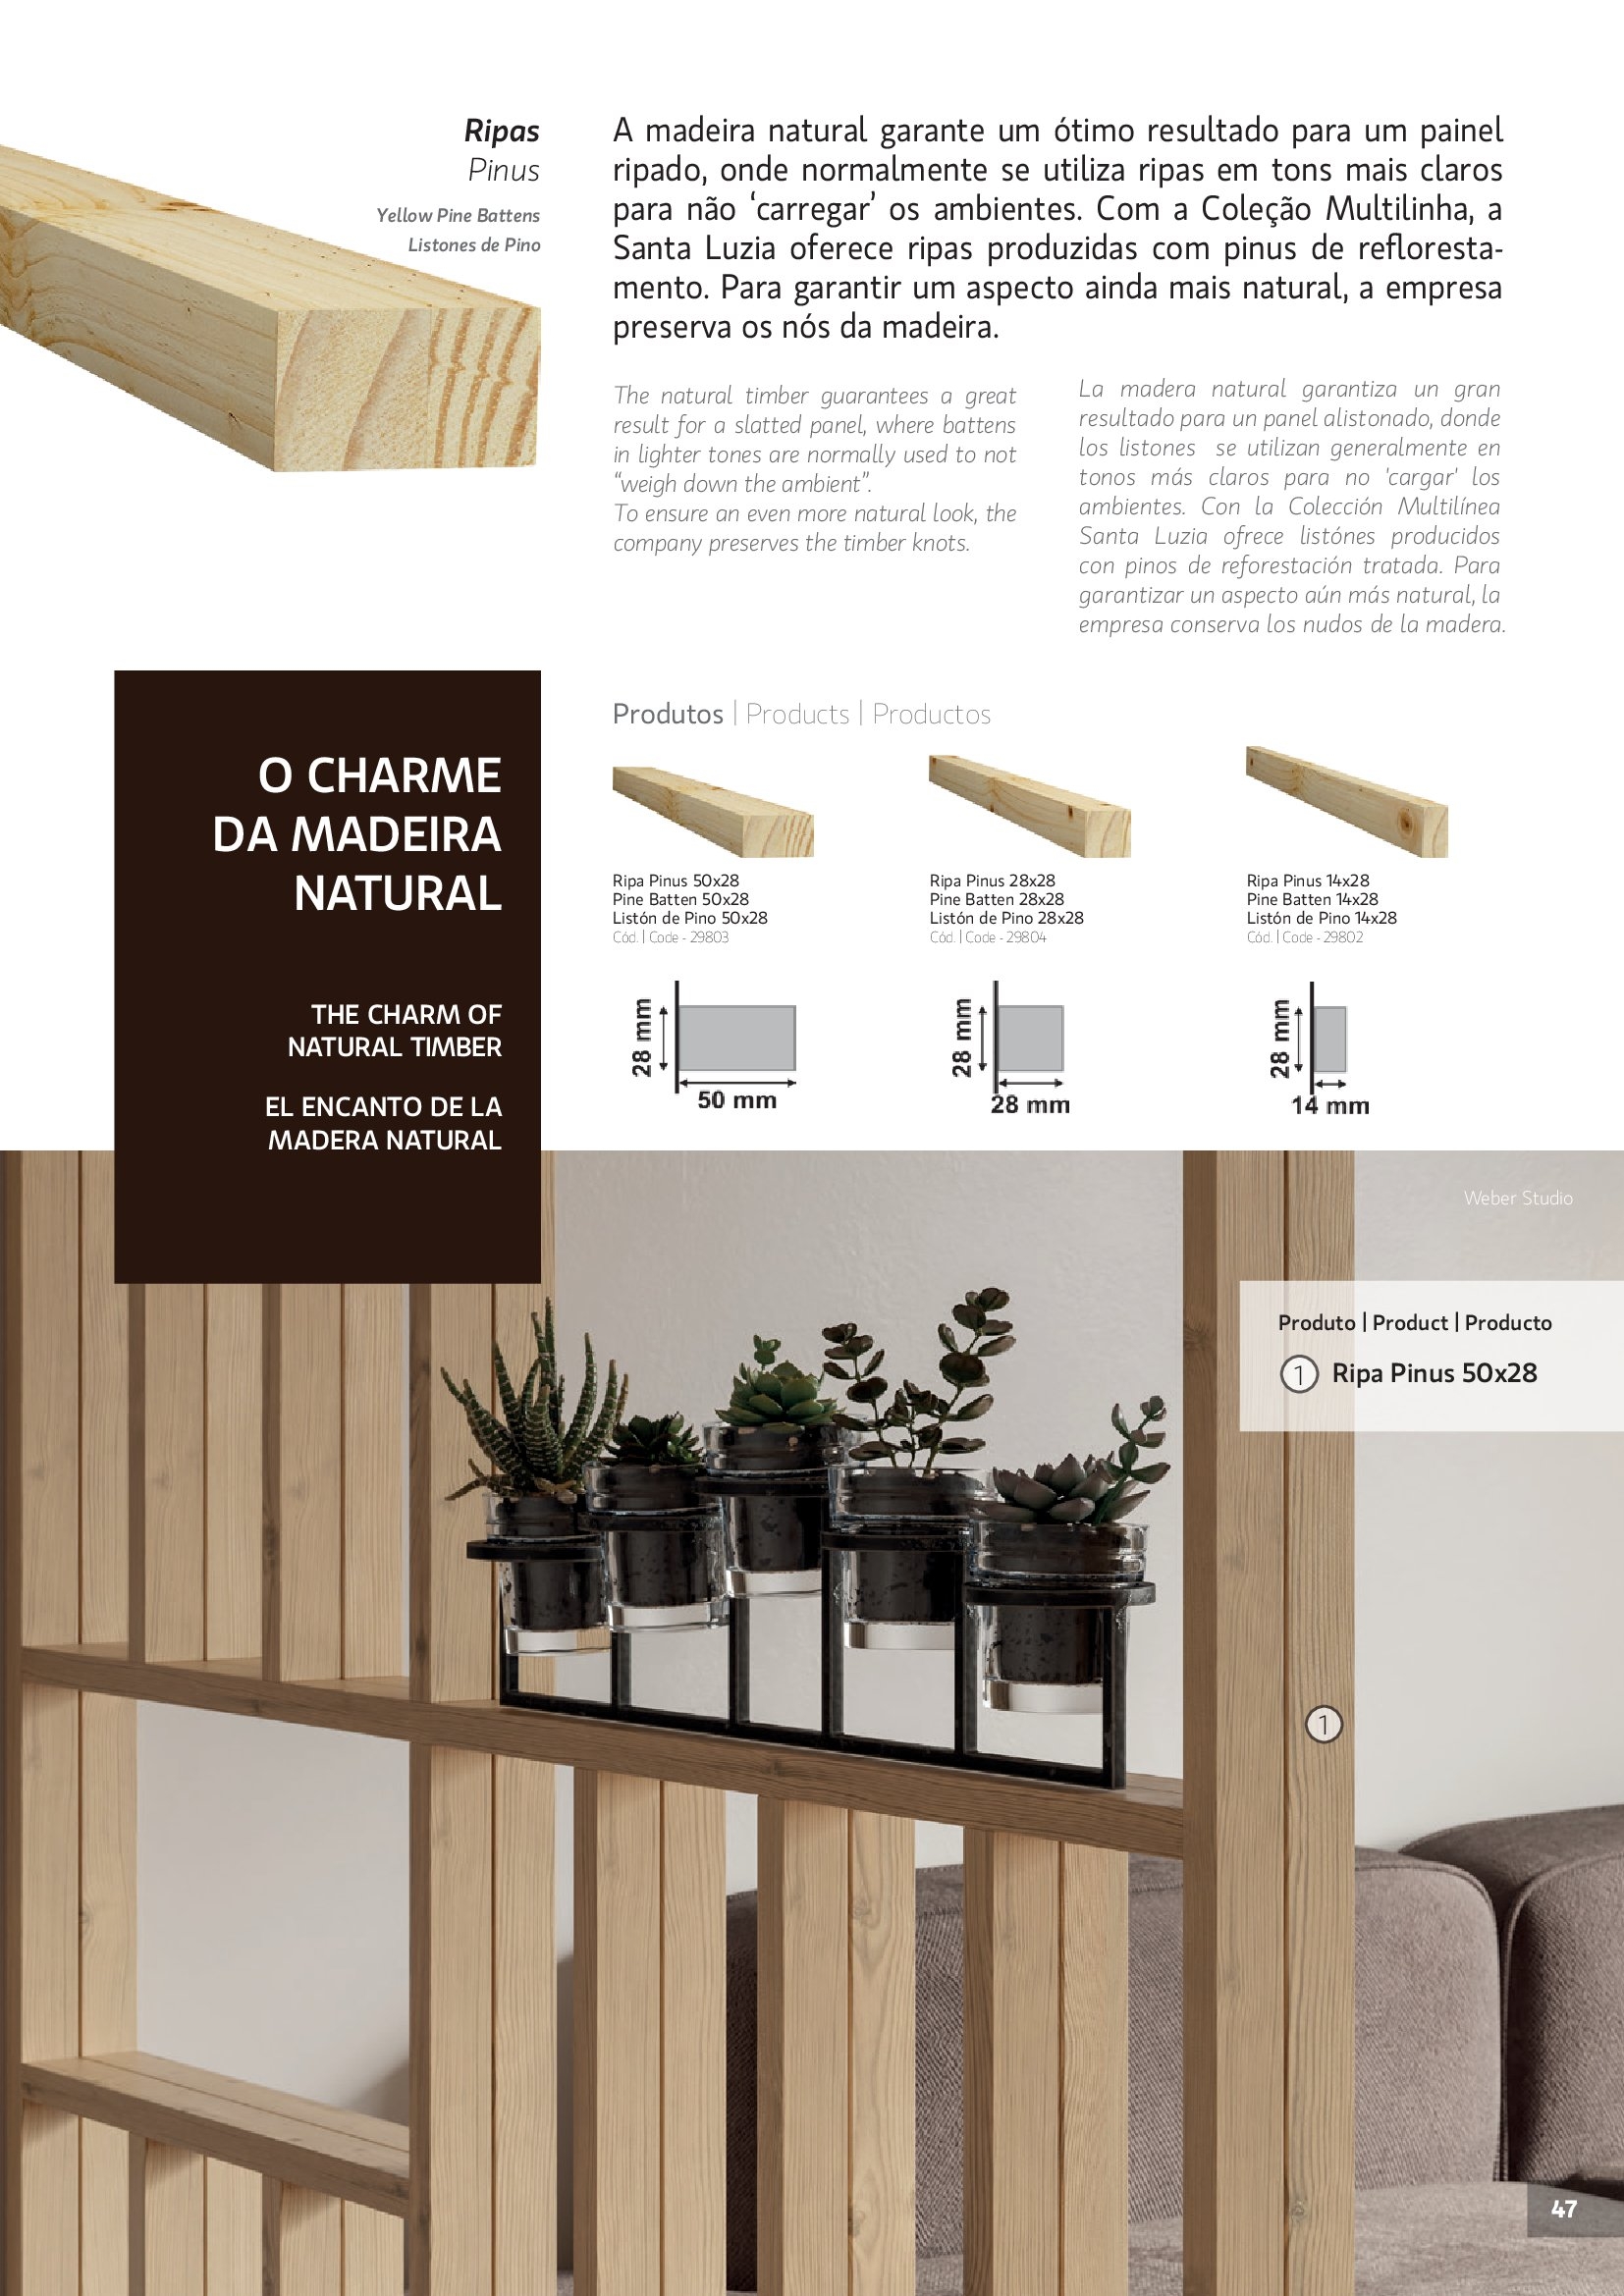 Ripas
Pinus
Yellow Pine Battens
Listones de Pino
A madeira natural garante um ótimo resultado para um painel
ripado, onde normalmente se utiliza ripas em tons mais claros
para não ‘carregar’ os ambientes. Com a Coleção Multilinha, a
Santa Luzia oferece ripas produzidas com pinus de refloresta-
mento. Para garantir um aspecto ainda mais natural, a empresa
preserva os nós da madeira.
The natural timber guarantees a great
result for a slatted panel, where battens
in lighter tones are normally used to not
“weigh down the ambient”.
To ensure an even more natural look, the
company preserves the timber knots.
La madera natural garantiza un gran
resultado para un panel alistonado, donde
los listones se utilizan generalmente en
tonos más claros para no 'cargar' los
ambientes. Con la Colección Multilínea
Santa Luzia ofrece listónes producidos
con pinos de reforestación tratada. Para
garantizar un aspecto aún más natural, la
empresa conserva los nudos de la madera.
O CHARME
DA MADEIRA
NATURAL
THE CHARM OF
NATURAL TIMBER
EL ENCANTO DE LA
MADERA NATURAL
Produtos | Products | Productos
Ripa Pinus 50x28
Pine Batten 50x28
Listón de Pino 50x28
Cód. | Code - 29803
28 mm
50 mm
Ripa Pinus 28x28
Pine Batten 28x28
Listón de Pino 28x28
Cód. | Code - 29804
28 mm
28 mm
Ripa Pinus 14x28
Pine Batten 14x28
Listón de Pino 14x28
Cód. | Code - 29802
28 mm
14 mm
Weber Studio
Produto | Product | Producto
1 Ripa Pinus 50x28
1
47